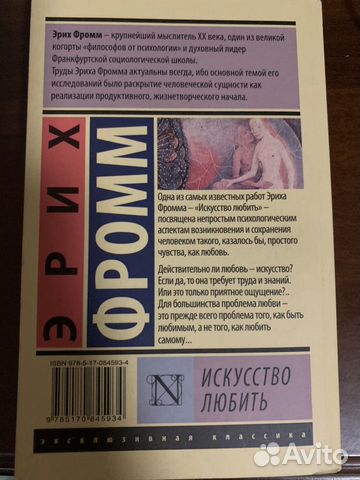 Эрих Фромм – крупнейший мыслитель XX века, один из великой
когорты «философов от психологии» и духовный лидер
Франкфуртской социологической школы.
Труды Эриха Фромма актуальны всегда, ибо основной темой его
исследований было раскрытие человеческой сущности как
реализации продуктивного, жизнетворческого начала.
ЭРИХ
ФРОММ
Одна из самых известных работ Эриха
Фромма – «Искусство любить» –
посвящена непростым психологическим
аспектам возникновения и сохранения
человеком такого, казалось бы, простого
чувства, как любовь.
Действительно ли любовь – искусство?
Если да, то она требует труда и знаний.
Или это только приятное ощущение?..
Для большинства проблема любви –
это прежде всего проблема того, как быть
любимым, а не того, как любить
самому...
ISBN 978-5-17-084593-4
9785170845934
N
ИСКУССТВО
ЛЮБИТЬ
эксклюзивная классика
Avito